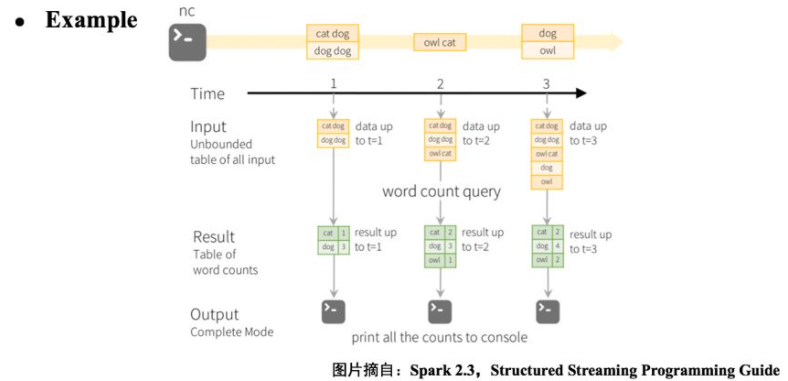 • Example
nc
cat dog
dog dog
owl cat
dog
owl
Time
1
2
3
Input
Unbounded
table of all input
cat dog
dog dog
data up
to t=1
cat dog
dog dog
owl cat
data up
to t=2
cat dog
dog dog
owl cat
dog
owl
data up
to t=3
word count query
Result
Table of
word counts
cat 1
dog 3
result up
to t=1
cat 2
dog 3
owl 1
result up
to t=2
cat 2
dog 4
owl 2
result up
to t=3
Output
Complete Mode
print all the counts to console
图片摘自：Spark 2.3，Structured Streaming Programming Guide